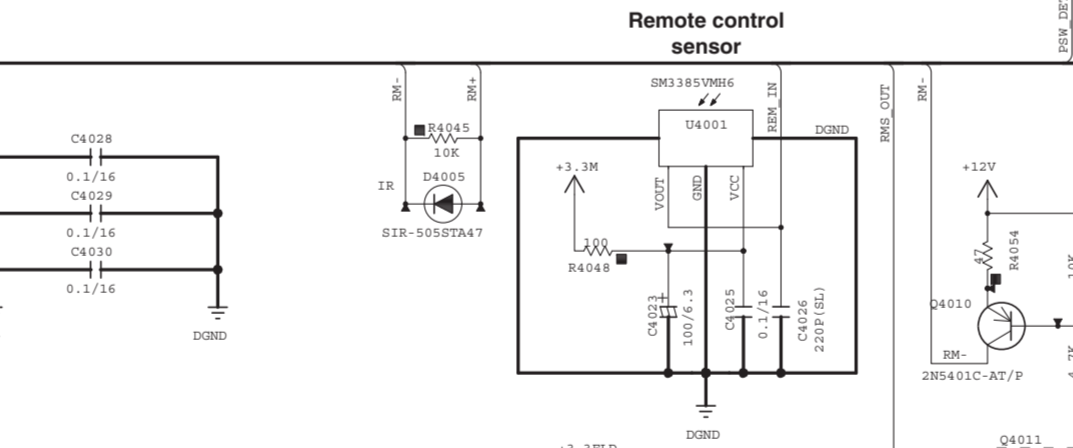 Remote control
sensor
PSW_DET
RM-
RM+
SM3385VMH6
REM_IN
RMS_OUT
RM-
C4028
0.1/16
C4029
0.1/16
C4030
0.1/16
DGND
R4045
10K
IR
D4005
SIR-505STA47
U4001
DGND
+3.3M
VOUT
GND
VCC
100
R4048
C4023
+
100/6.3
C4025
0.1/16
C4026
220P(SL)
DGND
+12V
47
R4054
10K
Q4010
RM-
2N5401C-AT/P
Q4011